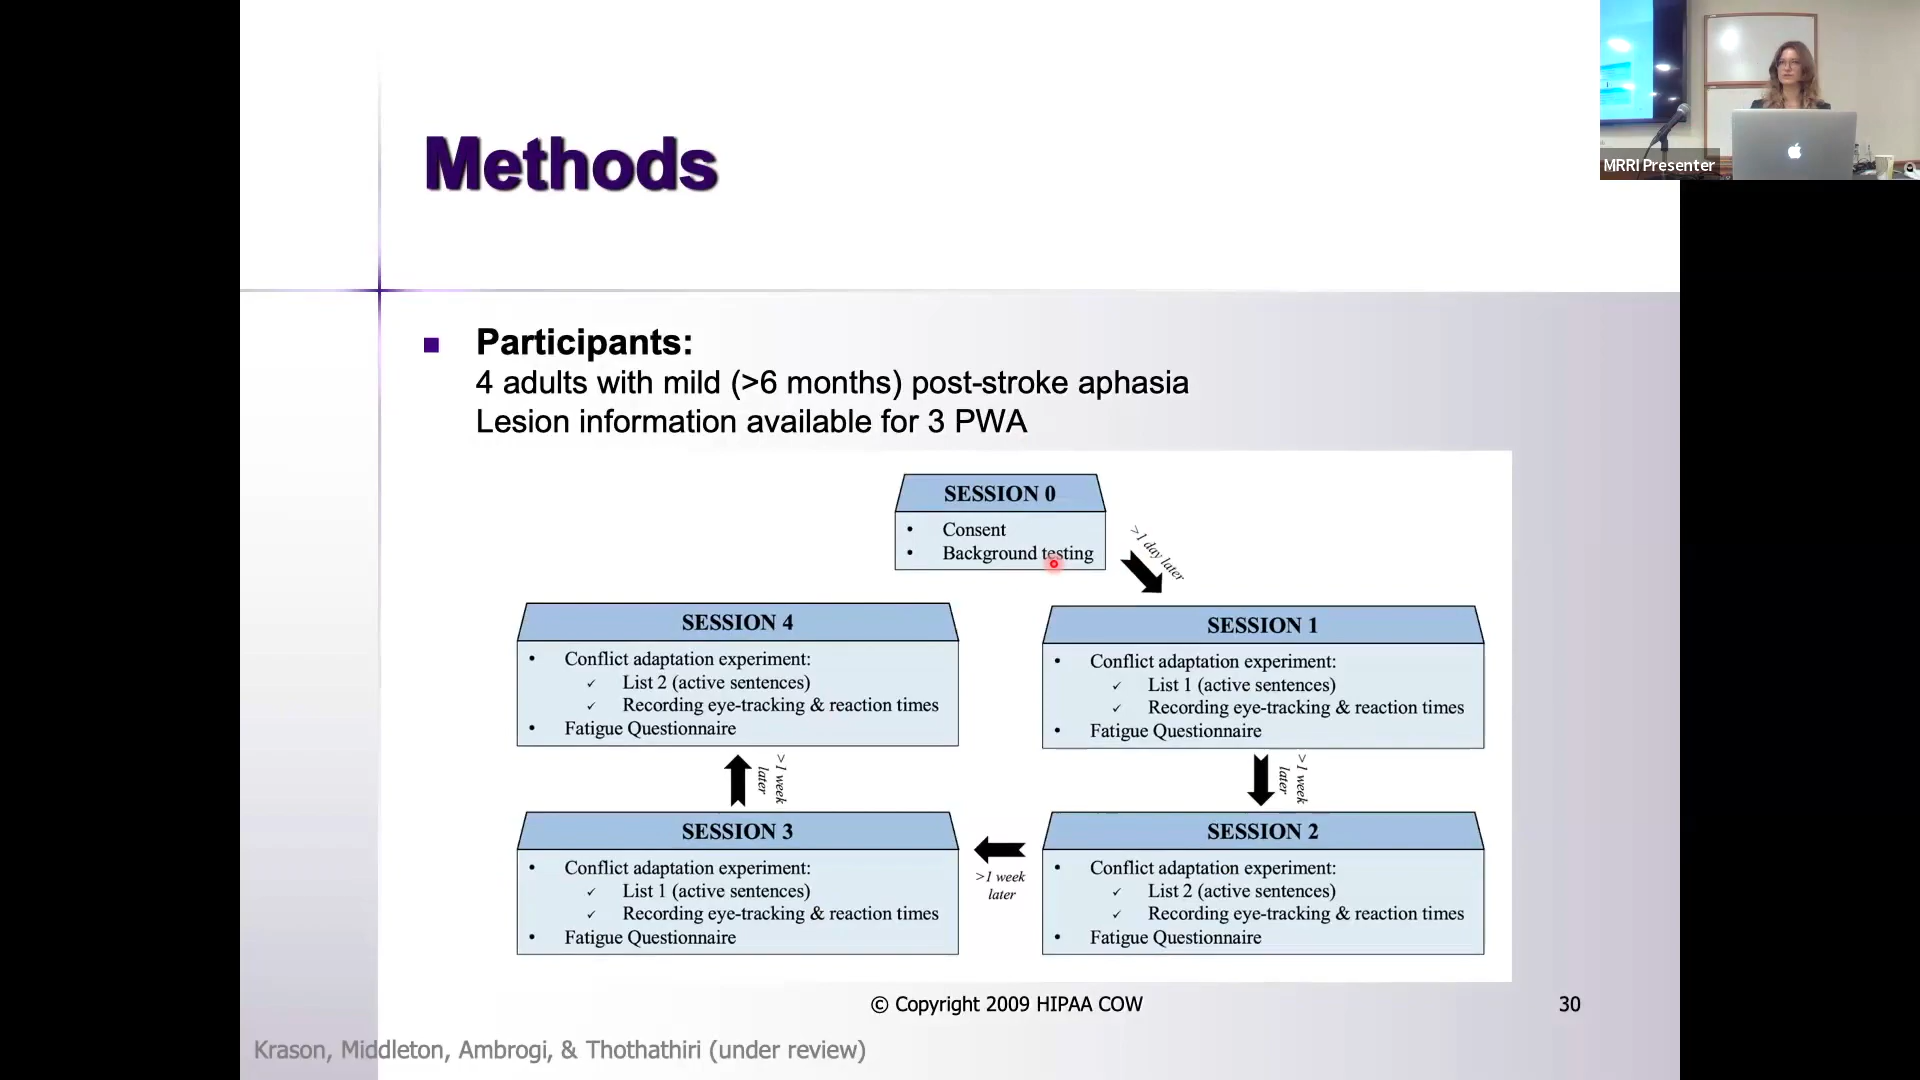 Methods
MRRI Presenter
Participants:
4 adults with mild (>6 months) post-stroke aphasia
Lesion information available for 3 PWA
SESSION 0
• Consent
• Background testing
>1 day later
SESSION 1
• Conflict adaptation experiment:
✓ List 1 (active sentences)
✓ Recording eye-tracking & reaction times
• Fatigue Questionnaire
>1 week
later
SESSION 2
• Conflict adaptation experiment:
✓ List 2 (active sentences)
✓ Recording eye-tracking & reaction times
• Fatigue Questionnaire
>1 week
later
SESSION 3
• Conflict adaptation experiment:
✓ List 1 (active sentences)
✓ Recording eye-tracking & reaction times
• Fatigue Questionnaire
>1 week
later
SESSION 4
• Conflict adaptation experiment:
✓ List 2 (active sentences)
✓ Recording eye-tracking & reaction times
• Fatigue Questionnaire
© Copyright 2009 HIPAA COW
30
Krason, Middleton, Ambrogi, & Thothathiri (under review)